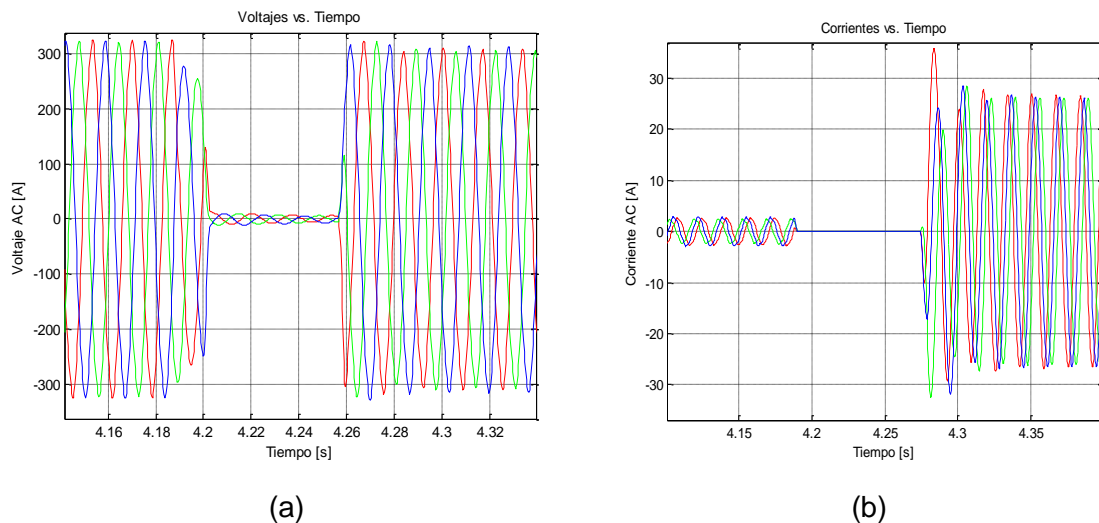 Voltajes vs. Tiempo
Voltaje AC [A]
300
200
100
0
-100
-200
-300
4.16 4.18 4.2 4.22 4.24 4.26 4.28 4.3 4.32
Tiempo [s]
(a)
Corrientes vs. Tiempo
Corriente AC [A]
30
20
10
0
-10
-20
-30
4.15 4.2 4.25 4.3 4.35
Tiempo [s]
(b)